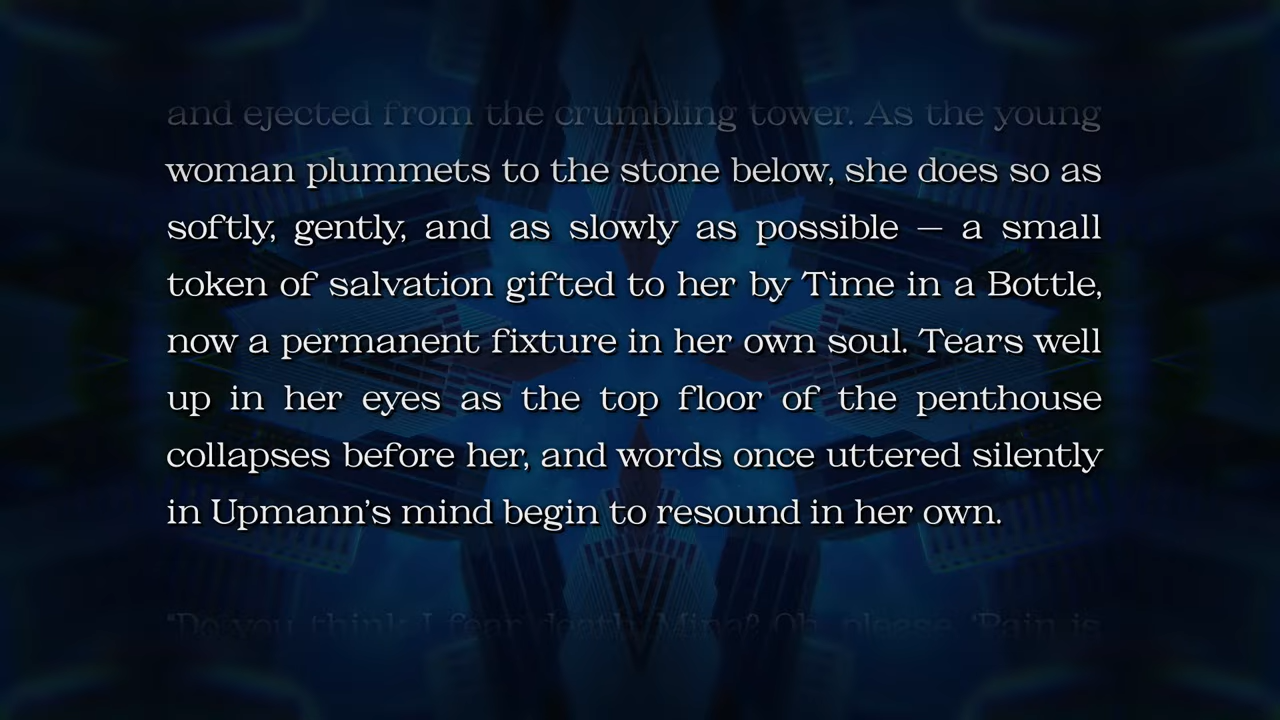 and ejected from the crumbling tower. As the young
woman plummets to the stone below, she does so as
softly, gently, and as slowly as possible — a small
token of salvation gifted to her by Time in a Bottle,
now a permanent fixture in her own soul. Tears well
up in her eyes as the top floor of the penthouse
collapses before her, and words once uttered silently
in Upmann's mind begin to resound in her own.
"Do you think I fear death, Mina? Oh, please. 'Pain is